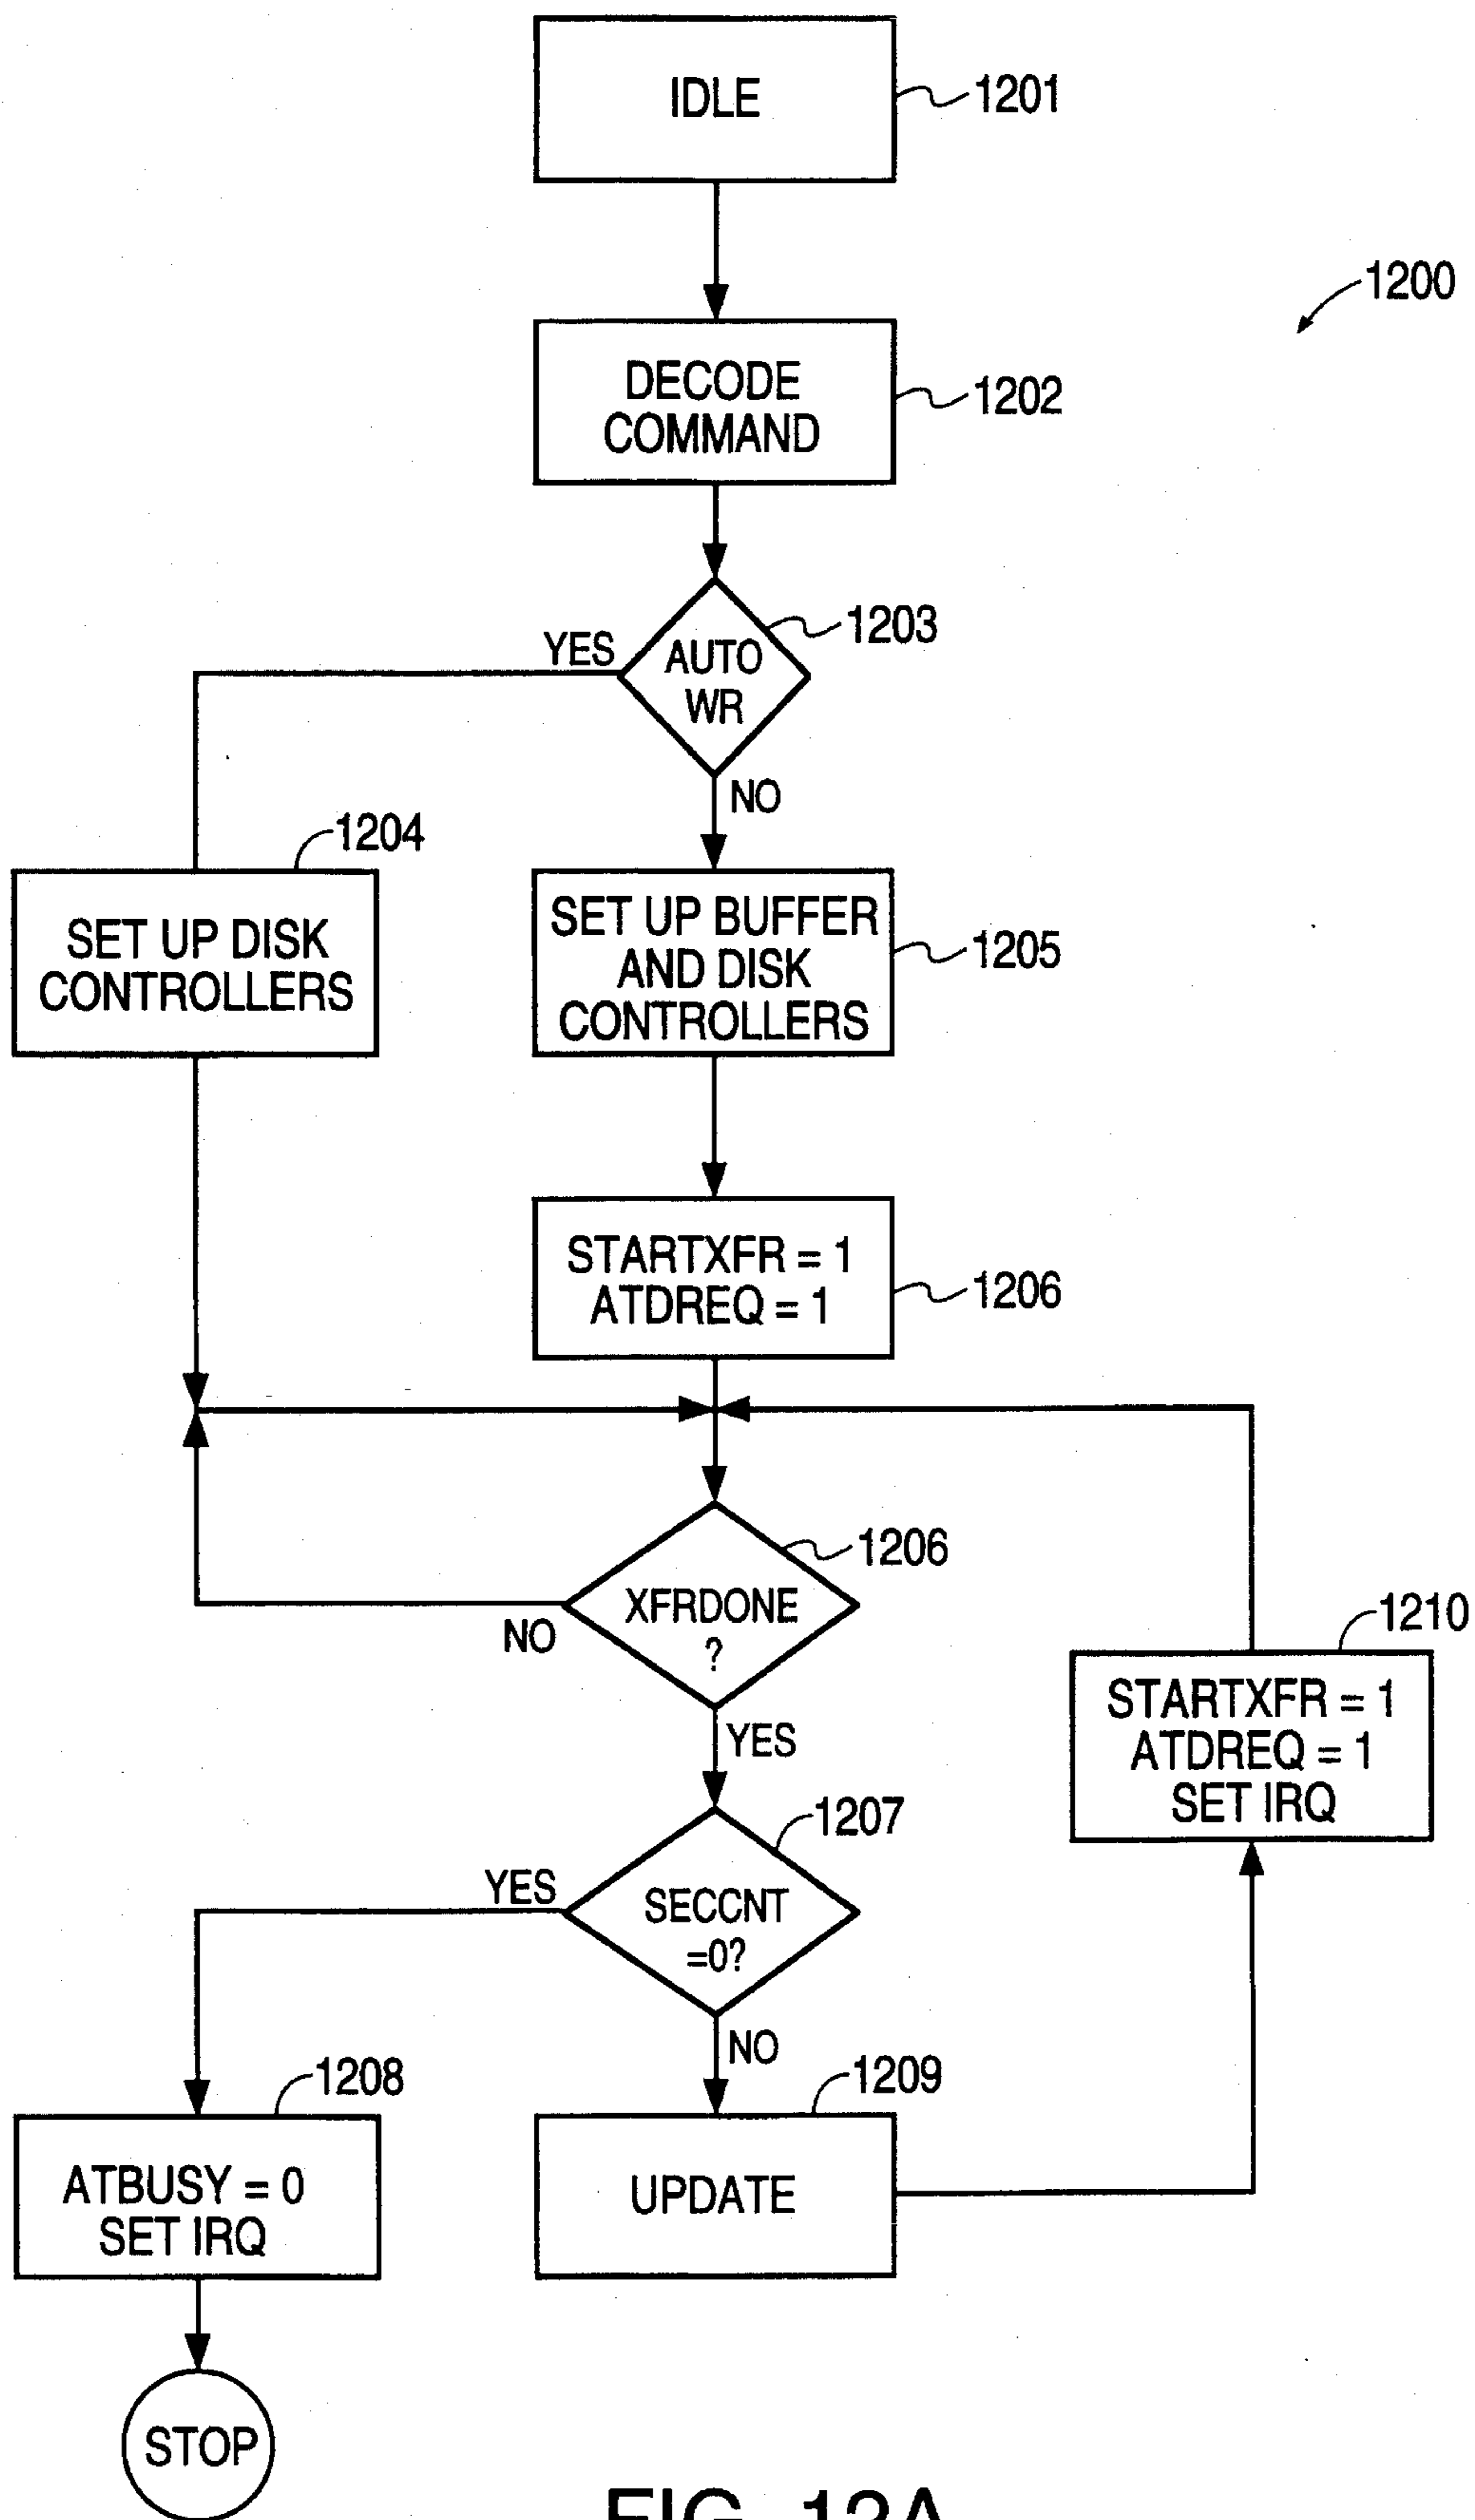 IDLE
1201
1200
DECODE
COMMAND
1202
1203
YES
AUTO
WR
NO
1204
SET UP DISK
CONTROLLERS
SET UP BUFFER
AND DISK
CONTROLLERS
1205
STARTXFR = 1
ATDREQ = 1
1206
1206
XFRDONE
?
NO
YES
1210
STARTXFR = 1
ATDREQ = 1
SET IRQ
1207
YES
SECCNT
=0?
NO
1208
1209
ATBUSY = 0
SET IRQ
UPDATE
STOP
FIG. 12A